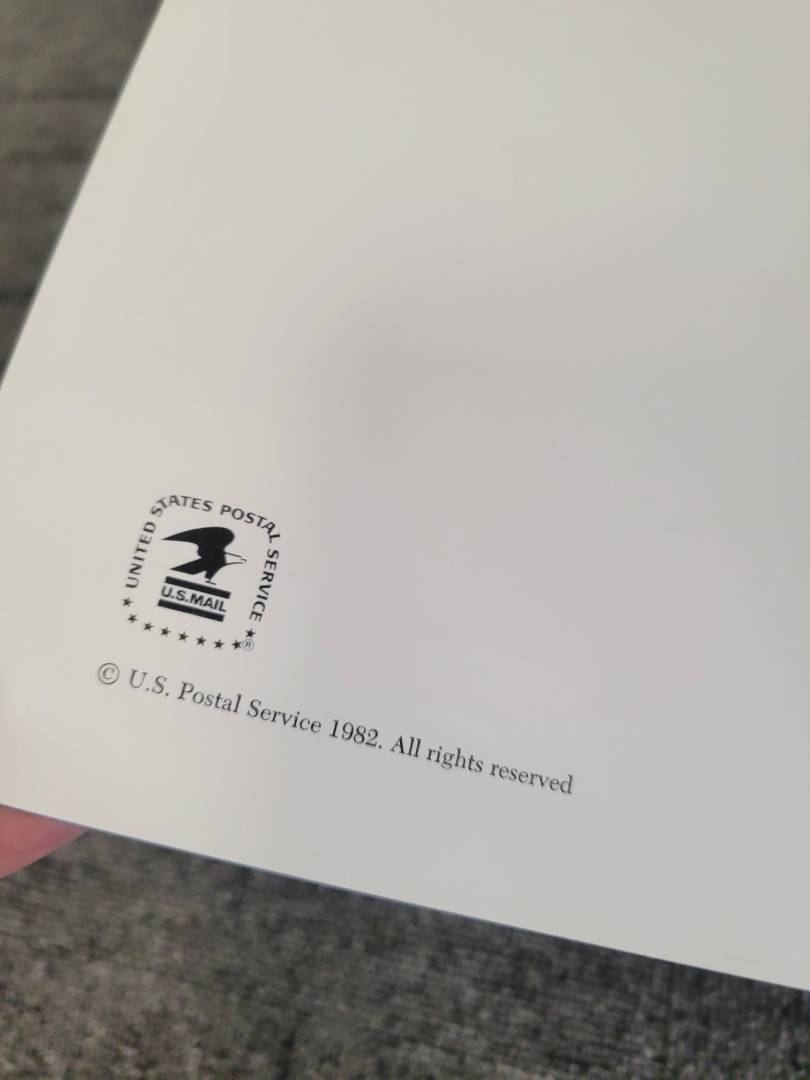 UNITED STATES POSTAL SERVICE
U.S.MAIL
®
© U.S. Postal Service 1982. All rights reserved